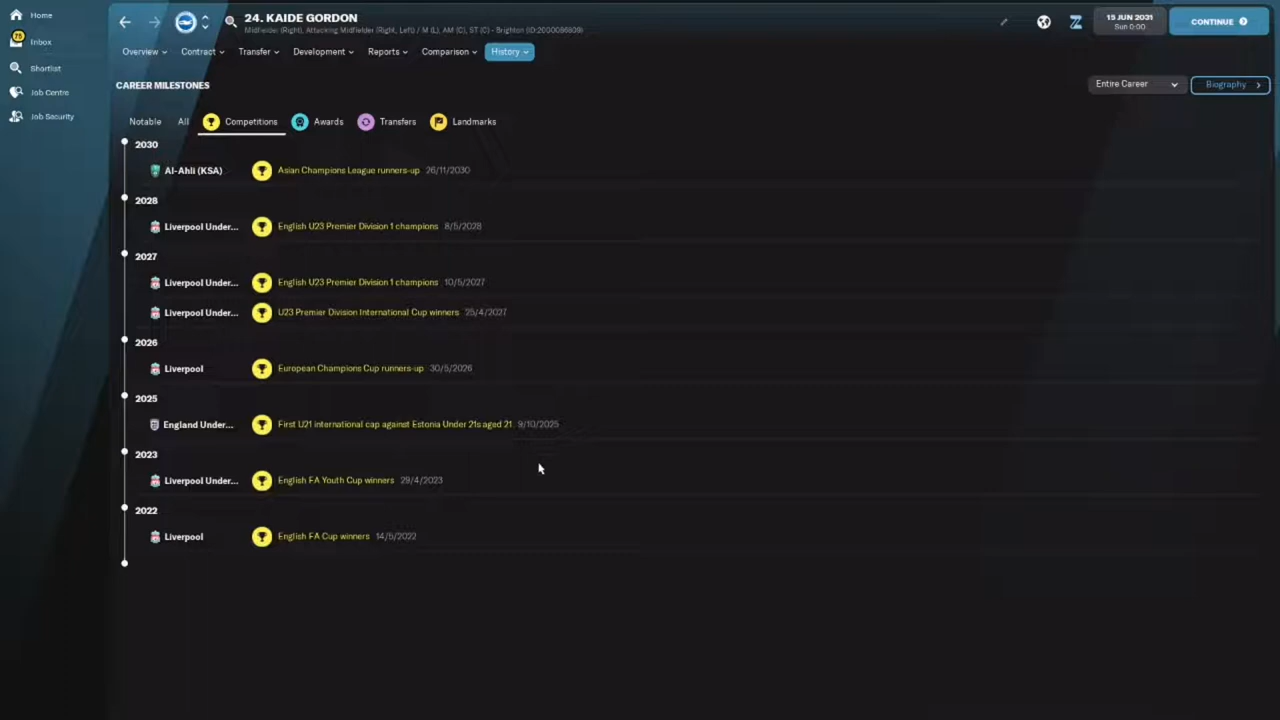 Home
75
Inbox
Shortlist
Job Centre
Job Security
24. KAIDE GORDON
Midfielder (Right), Attacking Midfielder (Right, Left) / M (L), AM (C), ST (C) - Brighton (ID:2000086809)
15 JUN 2031
Sun 0:00
CONTINUE
Overview
Contract
Transfer
Development
Reports
Comparison
History
CAREER MILESTONES
Entire Career
Biography
Notable
All
Competitions
Awards
Transfers
Landmarks
2030
Al-Ahli (KSA) Asian Champions League runners-up 26/11/2030
2028
Liverpool Under... English U23 Premier Division 1 champions 8/5/2028
2027
Liverpool Under... English U23 Premier Division 1 champions 10/5/2027
Liverpool Under... U23 Premier Division International Cup winners 25/4/2027
2026
Liverpool European Champions Cup runners-up 30/5/2026
2025
England Under... First U21 international cap against Estonia Under 21s aged 21. 9/10/2025
2023
Liverpool Under... English FA Youth Cup winners 29/4/2023
2022
Liverpool English FA Cup winners 14/5/2022